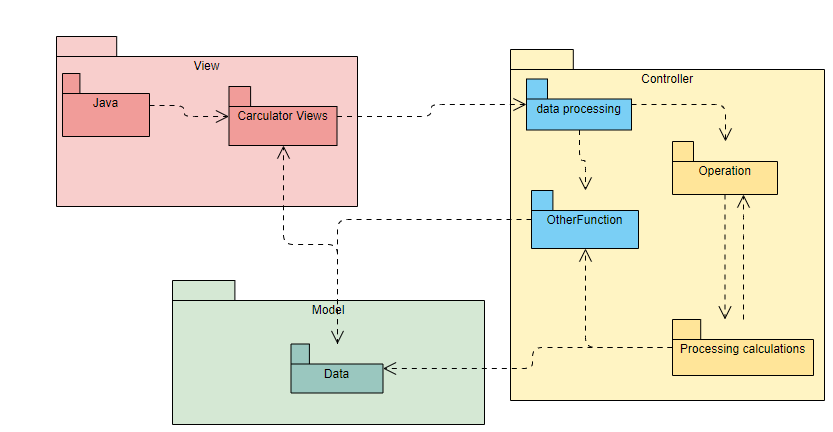 View
Java
Carculator Views
Controller
data processing
Operation
OtherFunction
Model
Data
Processing calculations